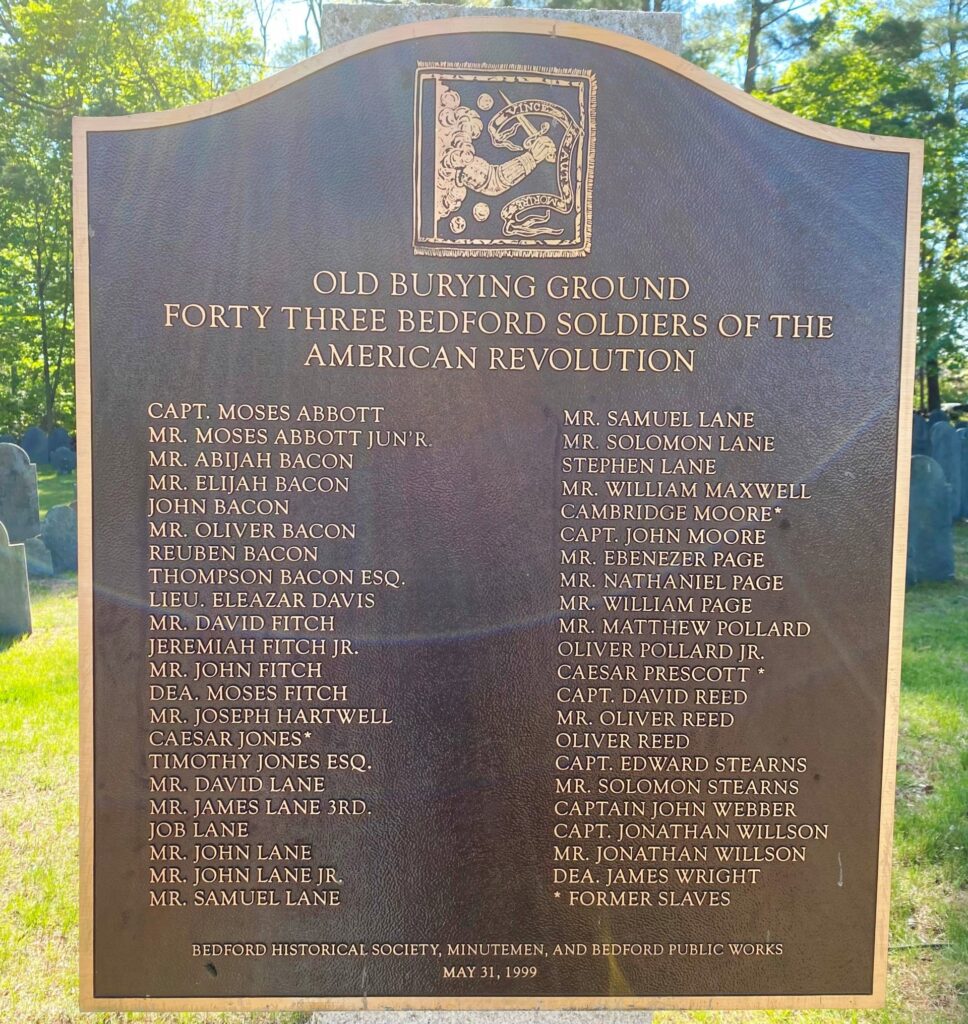 VINCE
AUT
MORIRE
OLD BURYING GROUND
FORTY THREE BEDFORD SOLDIERS OF THE
AMERICAN REVOLUTION
CAPT. MOSES ABBOTT
MR. MOSES ABBOTT JUN'R.
MR. ABIJAH BACON
MR. ELIJAH BACON
JOHN BACON
MR. OLIVER BACON
REUBEN BACON
THOMPSON BACON ESQ.
LIEU. ELEAZAR DAVIS
MR. DAVID FITCH
JEREMIAH FITCH JR.
MR. JOHN FITCH
DEA. MOSES FITCH
MR. JOSEPH HARTWELL
CAESAR JONES*
TIMOTHY JONES ESQ.
MR. DAVID LANE
MR. JAMES LANE 3RD.
JOB LANE
MR. JOHN LANE
MR. JOHN LANE JR.
MR. SAMUEL LANE
MR. SAMUEL LANE
MR. SOLOMON LANE
STEPHEN LANE
MR. WILLIAM MAXWELL
CAMBRIDGE MOORE*
CAPT. JOHN MOORE
MR. EBENEZER PAGE
MR. NATHANIEL PAGE
MR. WILLIAM PAGE
MR. MATTHEW POLLARD
OLIVER POLLARD JR.
CAESAR PRESCOTT *
CAPT. DAVID REED
MR. OLIVER REED
OLIVER REED
CAPT. EDWARD STEARNS
MR. SOLOMON STEARNS
CAPTAIN JOHN WEBBER
CAPT. JONATHAN WILLSON
MR. JONATHAN WILLSON
DEA. JAMES WRIGHT
* FORMER SLAVES
BEDFORD HISTORICAL SOCIETY, MINUTEMEN, AND BEDFORD PUBLIC WORKS
MAY 31, 1999